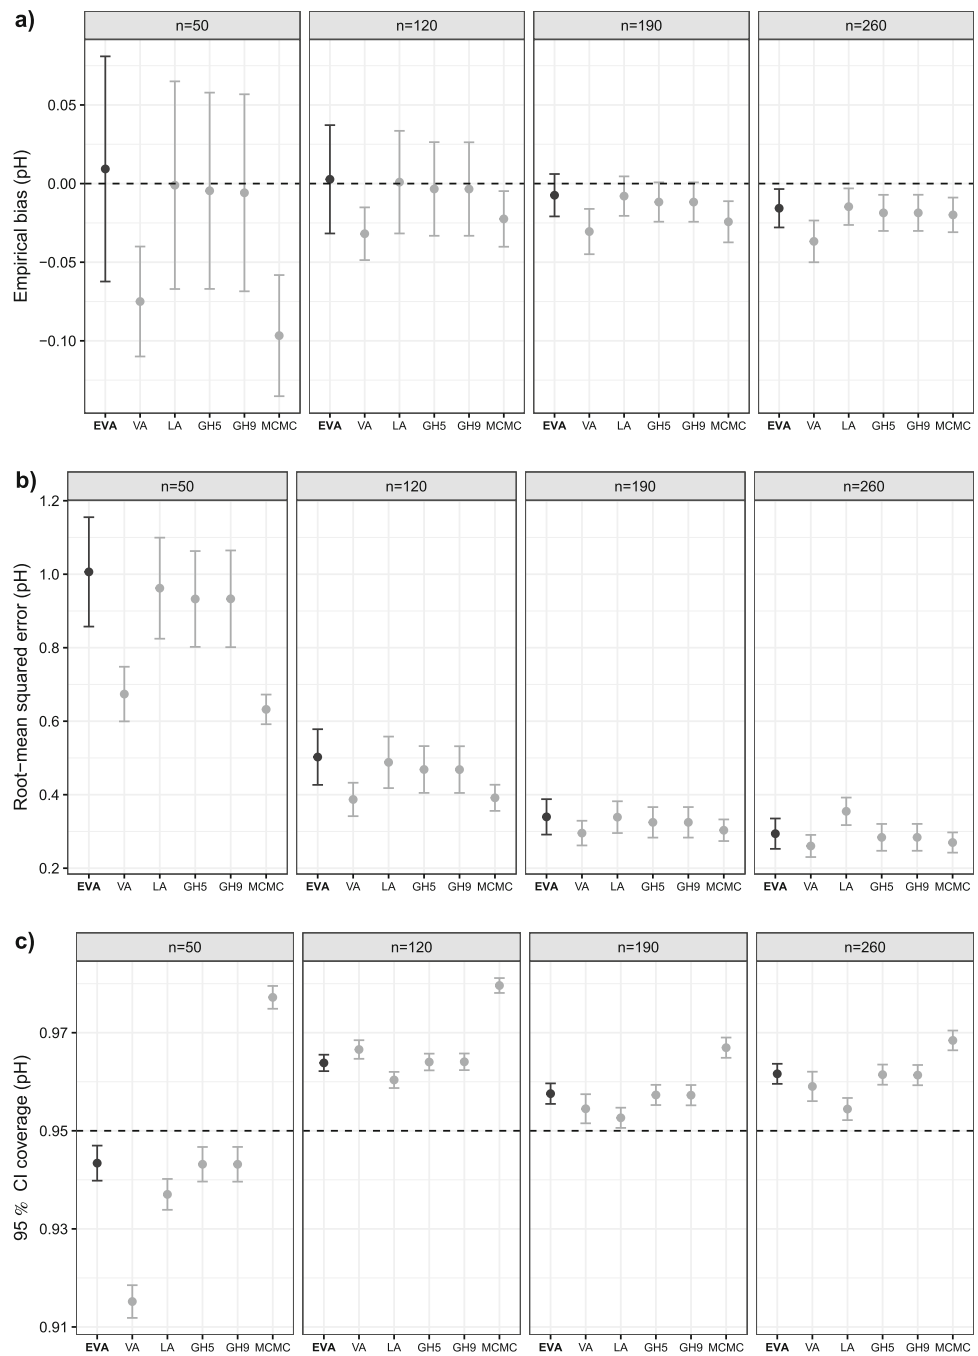 a)
n=50 n=120 n=190 n=260
Empirical bias (pH)
0.05
0.00
−0.05
−0.10
EVA VA LA GH5 GH9 MCMC EVA VA LA GH5 GH9 MCMC EVA VA LA GH5 GH9 MCMC EVA VA LA GH5 GH9 MCMC
b)
n=50 n=120 n=190 n=260
Root−mean squared error (pH)
1.2
1.0
0.8
0.6
0.4
0.2
EVA VA LA GH5 GH9 MCMC EVA VA LA GH5 GH9 MCMC EVA VA LA GH5 GH9 MCMC EVA VA LA GH5 GH9 MCMC
c)
n=50 n=120 n=190 n=260
95 % CI coverage (pH)
0.97
0.95
0.93
0.91
EVA VA LA GH5 GH9 MCMC EVA VA LA GH5 GH9 MCMC EVA VA LA GH5 GH9 MCMC EVA VA LA GH5 GH9 MCMC